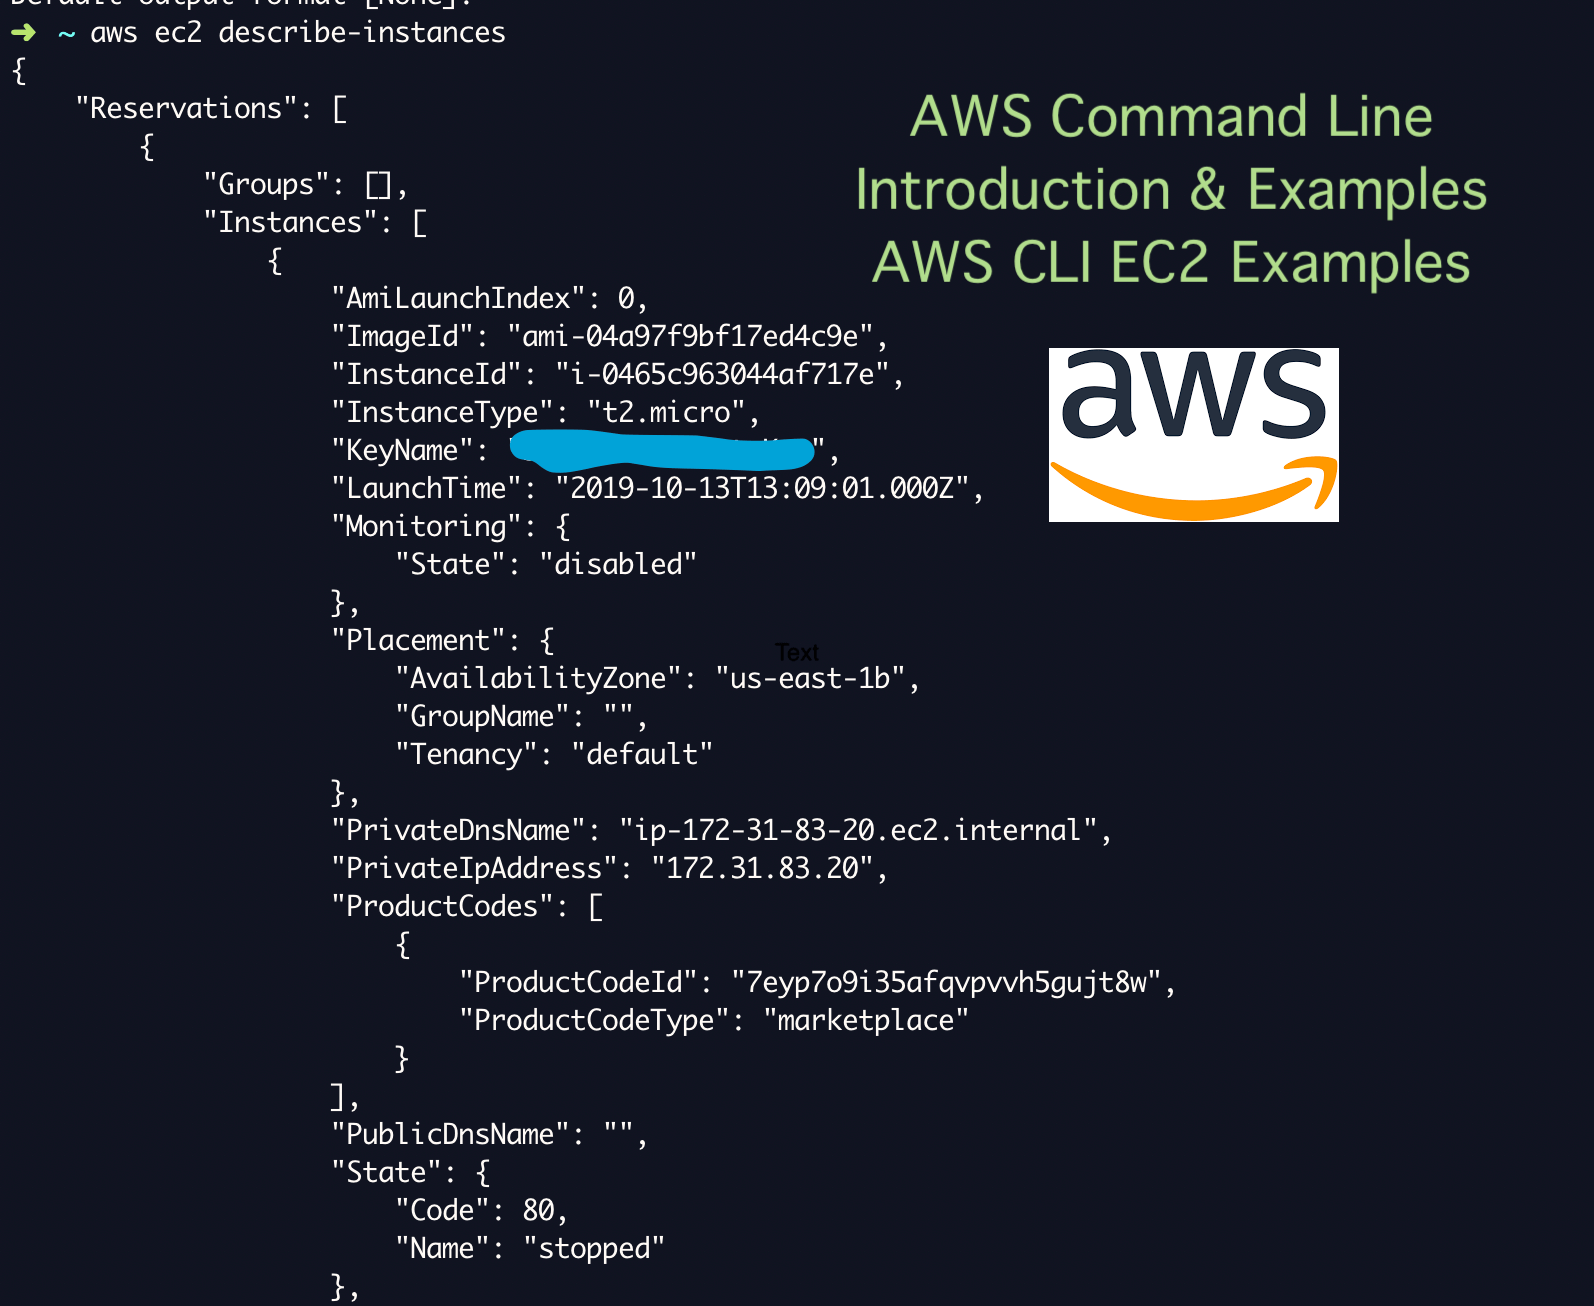 Default output format [None]:
➜ ~ aws ec2 describe-instances
{
    "Reservations": [
        {
            "Groups": [],
            "Instances": [
                {
                    "AmiLaunchIndex": 0,
                    "ImageId": "ami-04a97f9bf17ed4c9e",
                    "InstanceId": "i-0465c963044af717e",
                    "InstanceType": "t2.micro",
                    "KeyName": ",
                    "LaunchTime": "2019-10-13T13:09:01.000Z",
                    "Monitoring": {
                        "State": "disabled"
                    },
                    "Placement": {
                        "AvailabilityZone": "us-east-1b",
                        "GroupName": "",
                        "Tenancy": "default"
                    },
                    "PrivateDnsName": "ip-172-31-83-20.ec2.internal",
                    "PrivateIpAddress": "172.31.83.20",
                    "ProductCodes": [
                        {
                            "ProductCodeId": "7eyp7o9i35afqvpvvh5gujt8w",
                            "ProductCodeType": "marketplace"
                        }
                    ],
                    "PublicDnsName": "",
                    "State": {
                        "Code": 80,
                        "Name": "stopped"
                    },
AWS Command Line
Introduction & Examples
AWS CLI EC2 Examples
aws
Text